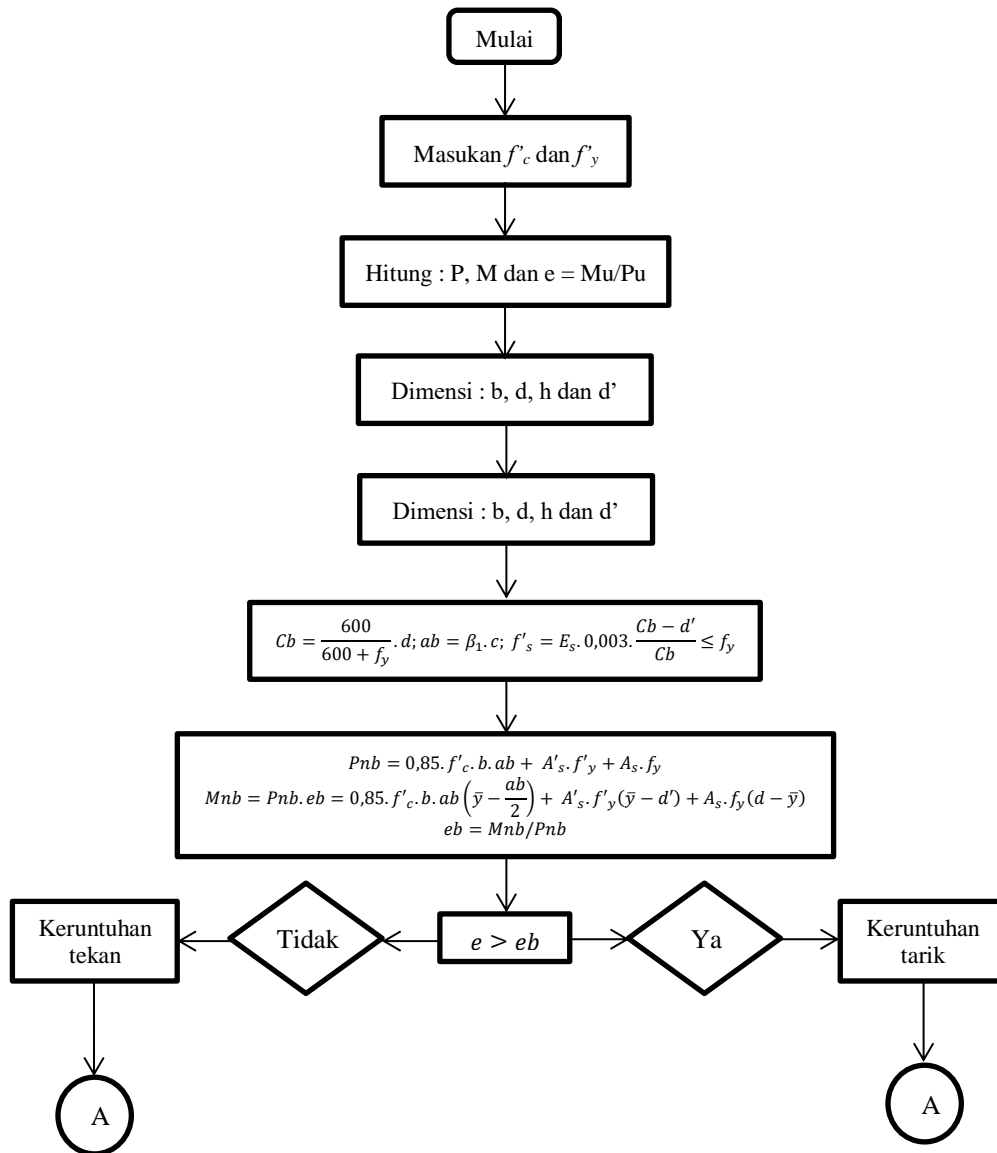 Mulai
Masukan f'c dan f'y
Hitung : P, M dan e = Mu/Pu
Dimensi : b, d, h dan d'
Dimensi : b, d, h dan d'
Cb = 600/(600 + fy) . d; ab = β₁. c; f'ₛ = Eₛ. 0,003. (Cb − d')/Cb ≤ fy
Pnb = 0,85. f'c. b. ab + A'ₛ. f'y + Aₛ. fy
Mnb = Pnb. eb = 0,85. f'c. b. ab (ȳ − ab/2) + A'ₛ. f'y(ȳ − d') + Aₛ. fy(d − ȳ)
eb = Mnb/Pnb
Keruntuhan
tekan
Tidak
e > eb
Ya
Keruntuhan
tarik
A
A